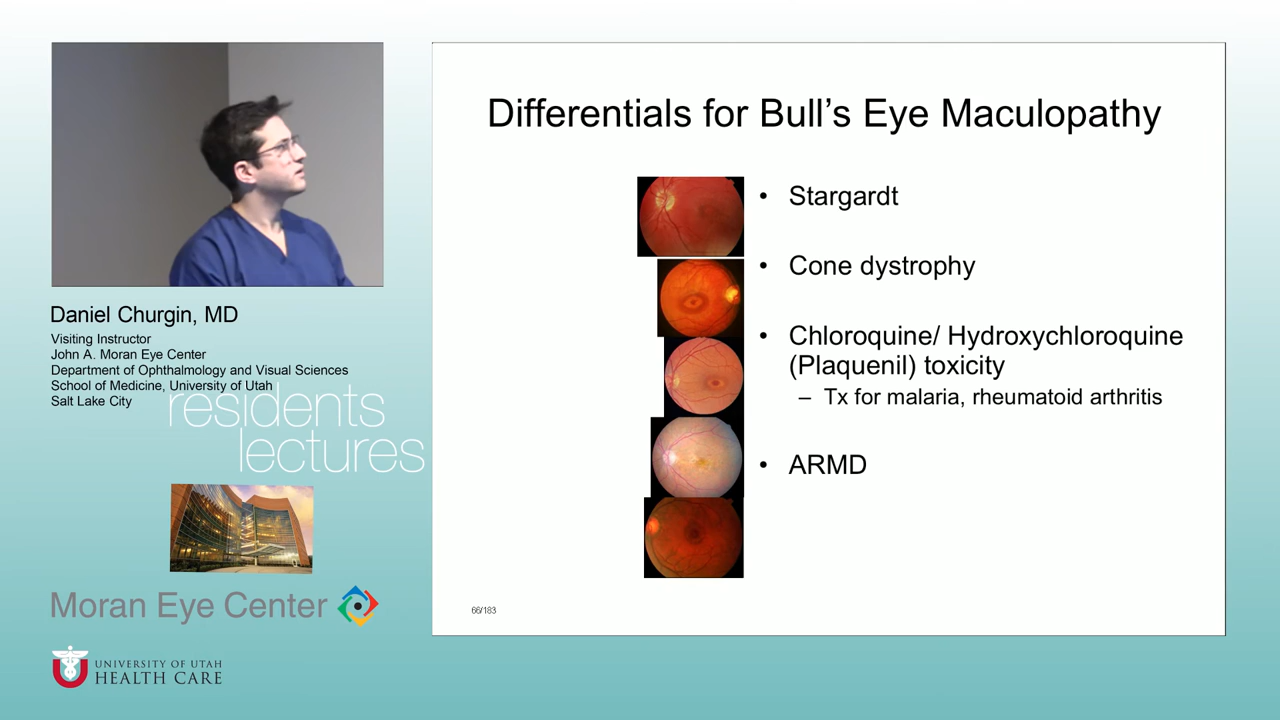 Differentials for Bull's Eye Maculopathy
• Stargardt
• Cone dystrophy
• Chloroquine/ Hydroxychloroquine
(Plaquenil) toxicity
– Tx for malaria, rheumatoid arthritis
• ARMD
66/183
Daniel Churgin, MD
Visiting Instructor
John A. Moran Eye Center
Department of Ophthalmology and Visual Sciences
School of Medicine, University of Utah
Salt Lake City
residents
lectures
Moran Eye Center
UNIVERSITY OF UTAH
HEALTH CARE